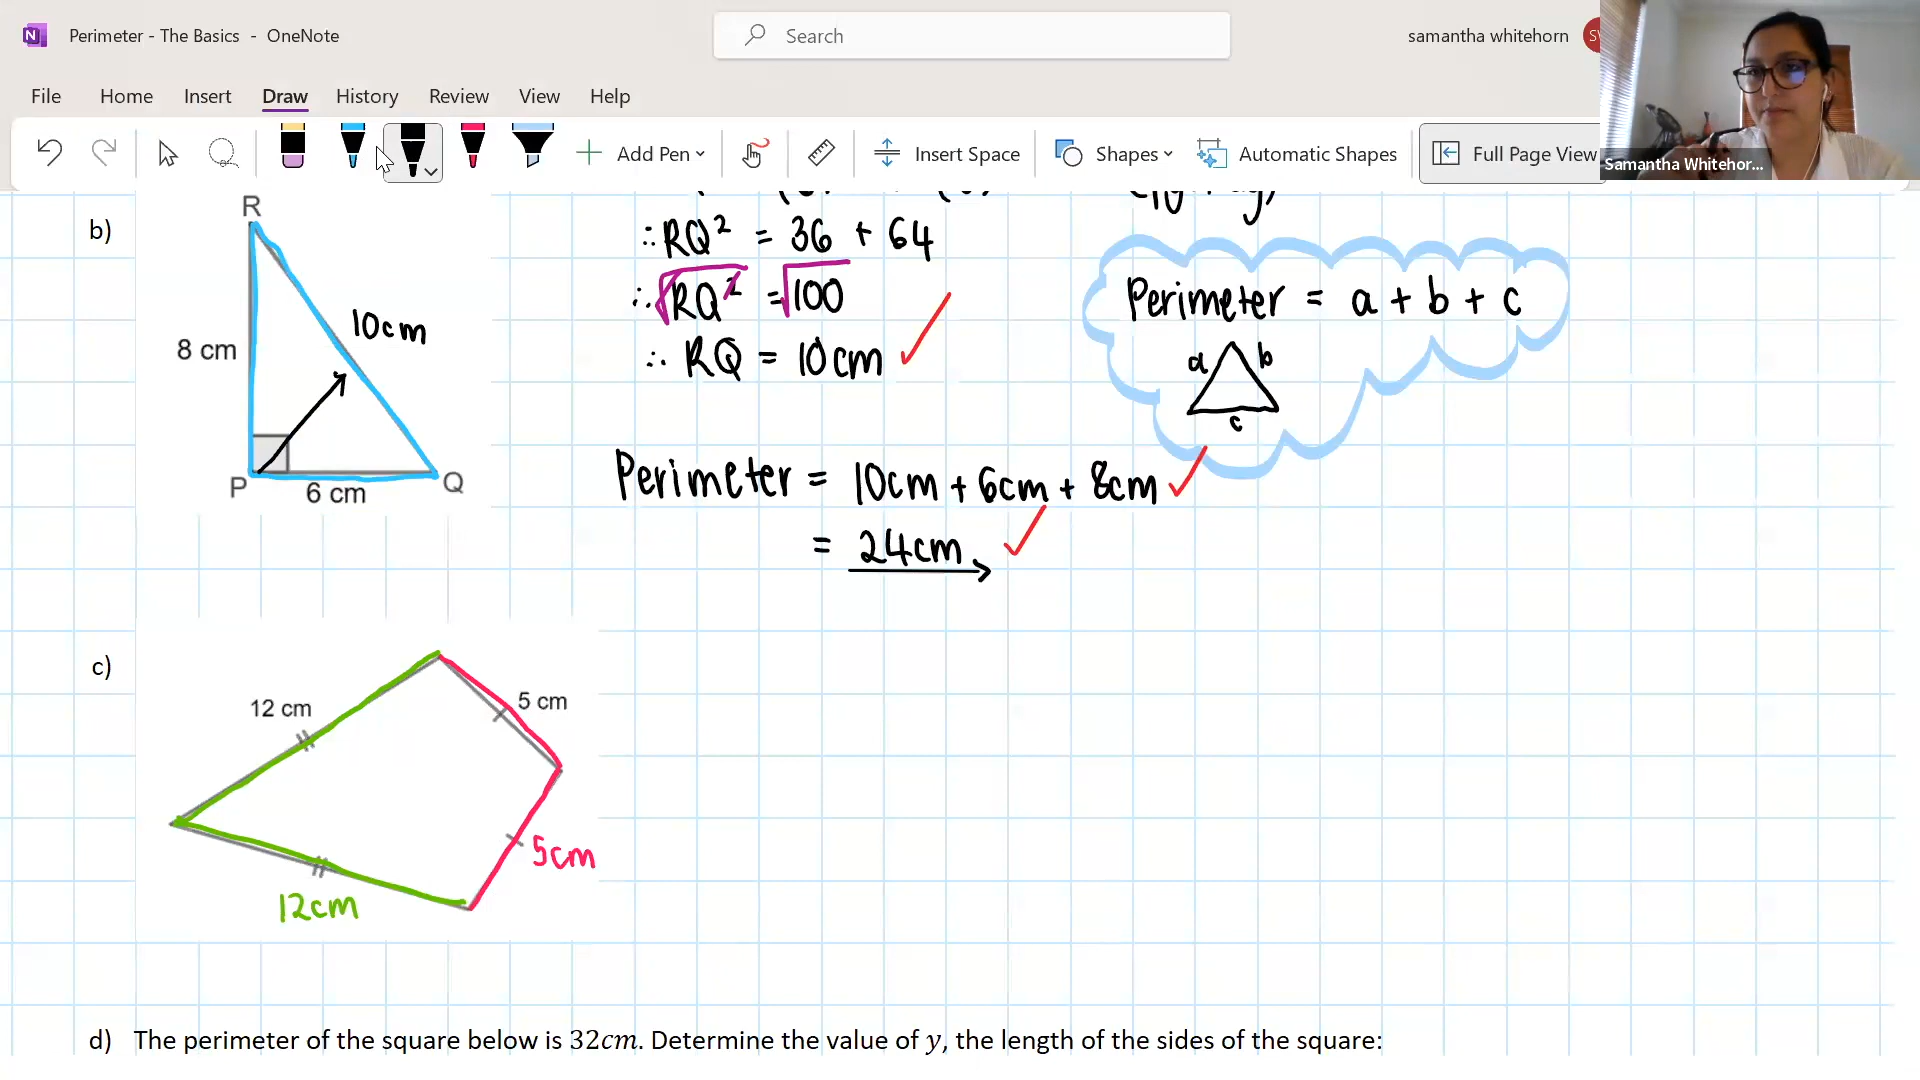 Perimeter - The Basics - OneNote
Search
samantha whitehorn
File Home Insert Draw History Review View Help
Add Pen
Insert Space
Shapes
Automatic Shapes
Full Page View
Samantha Whitehor...
b)
R
8 cm
10cm
P
6 cm
Q
∴RQ² = 36 + 64
∴√RQ² = √100
∴ RQ = 10cm
Perimeter = a + b + c
a
b
c
Perimeter = 10cm + 6cm + 8cm
= 24cm
c)
12 cm
5 cm
5cm
12cm
d) The perimeter of the square below is 32cm. Determine the value of y, the length of the sides of the square: